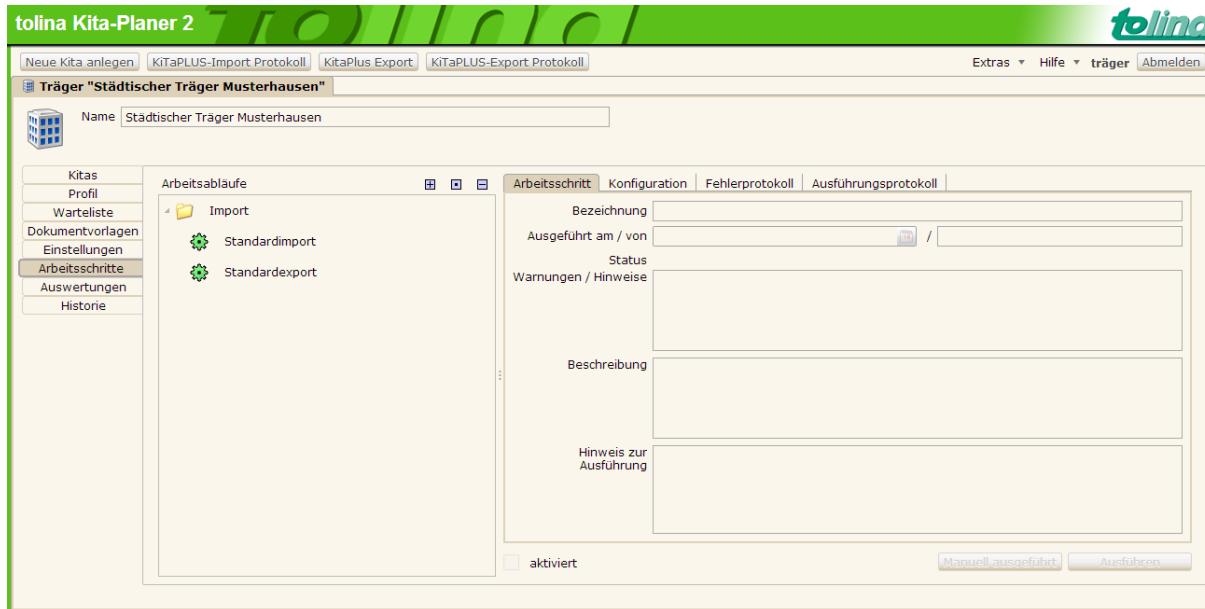 tolina Kita-Planer 2
tolina
tolina
Neue Kita anlegen KiTaPLUS-Import Protokoll KitaPlus Export KiTaPLUS-Export Protokoll Extras Hilfe träger Abmelden
Träger "Städtischer Träger Musterhausen"
Name Städtischer Träger Musterhausen
Kitas
Profil
Warteliste
Dokumentvorlagen
Einstellungen
Arbeitsschritte
Auswertungen
Historie
Arbeitsabläufe
Import
Standardimport
Standardexport
Arbeitsschritt Konfiguration Fehlerprotokoll Ausführungsprotokoll
Bezeichnung
Ausgeführt am / von /
Status
Warnungen / Hinweise
Beschreibung
Hinweis zur
Ausführung
aktiviert Manuell ausgeführt Ausführen